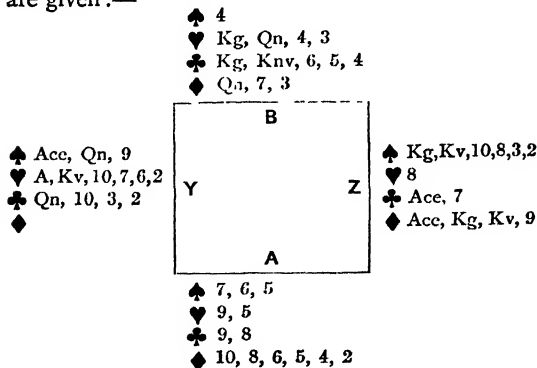 are given :—
♠ 4
♥ Kg, Qn, 4, 3
♣ Kg, Knv, 6, 5, 4
♦ Qn, 7, 3
B
♠ Acc, Qn, 9
♥ A, Kv, 10, 7, 6, 2
♣ Qn, 10, 3, 2
♦
Y
Z
♠ Kg, Kv, 10, 8, 3, 2
♥ 8
♣ Ace, 7
♦ Acc, Kg, Kv, 9
A
♠ 7, 6, 5
♥ 9, 5
♣ 9, 8
♦ 10, 8, 6, 5, 4, 2